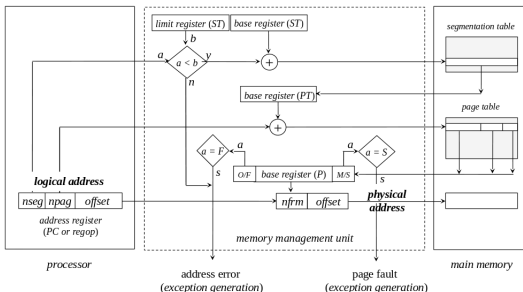 limit register (ST) base register (ST)
segmentation table
b
a
a < b
y
+
n
base register (PT)
page table
+
a = F
a
a
a = S
s
s
O/F base register (P) M/S
logical address
physical
address
nseg npag offset
nfrm offset
address register
(PC or regop)
memory management unit
processor
main memory
address error
(exception generation)
page fault
(exception generation)